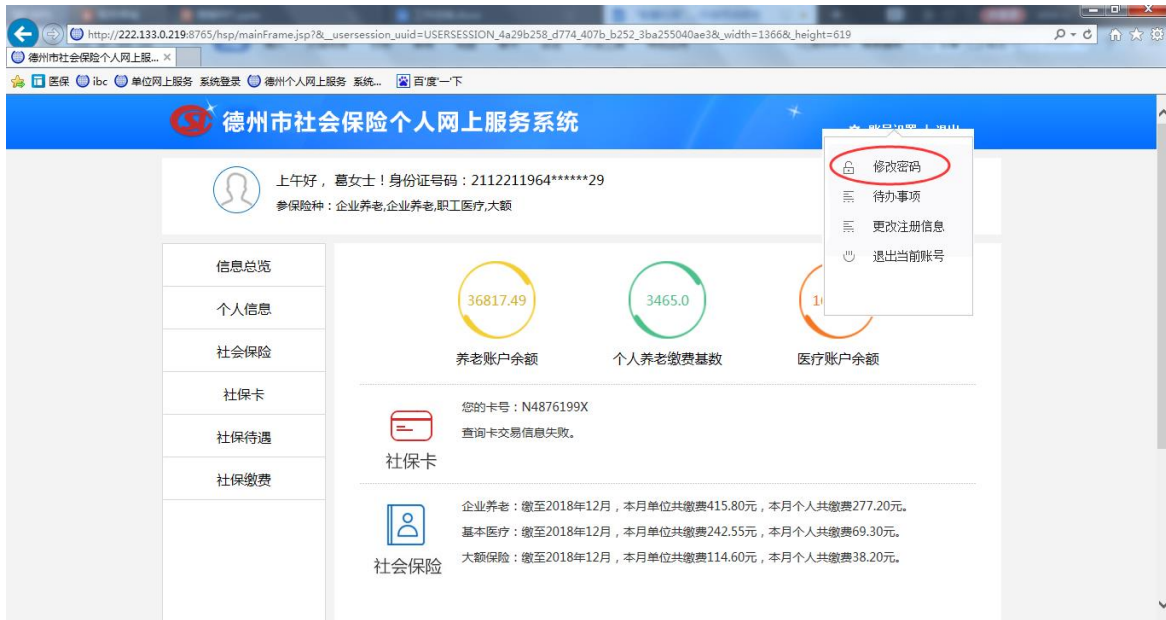 http://222.133.0.219:8765/hsp/mainFrame.jsp?&_usersession_uuid=USERSESSION_4a29b258_d774_407b_b252_3ba255040ae3&_width=1366&_height=619
德州市社会保险个人网上服...
医保 ibc 单位网上服务 系统登录 德州个人网上服务 系统... 百度一下
德州市社会保险个人网上服务系统
账号设置 | 退出
上午好，葛女士！身份证号码：2112211964******29
参保险种：企业养老,企业养老,职工医疗,大额
修改密码
待办事项
更改注册信息
退出当前账号
信息总览
个人信息
社会保险
社保卡
社保待遇
社保缴费
36817.49
3465.0
养老账户余额
个人养老缴费基数
医疗账户余额
您的卡号：N4876199X
查询卡交易信息失败。
社保卡
企业养老：缴至2018年12月，本月单位共缴费415.80元，本月个人共缴费277.20元。
基本医疗：缴至2018年12月，本月单位共缴费242.55元，本月个人共缴费69.30元。
大额保险：缴至2018年12月，本月单位共缴费114.60元，本月个人共缴费38.20元。
社会保险